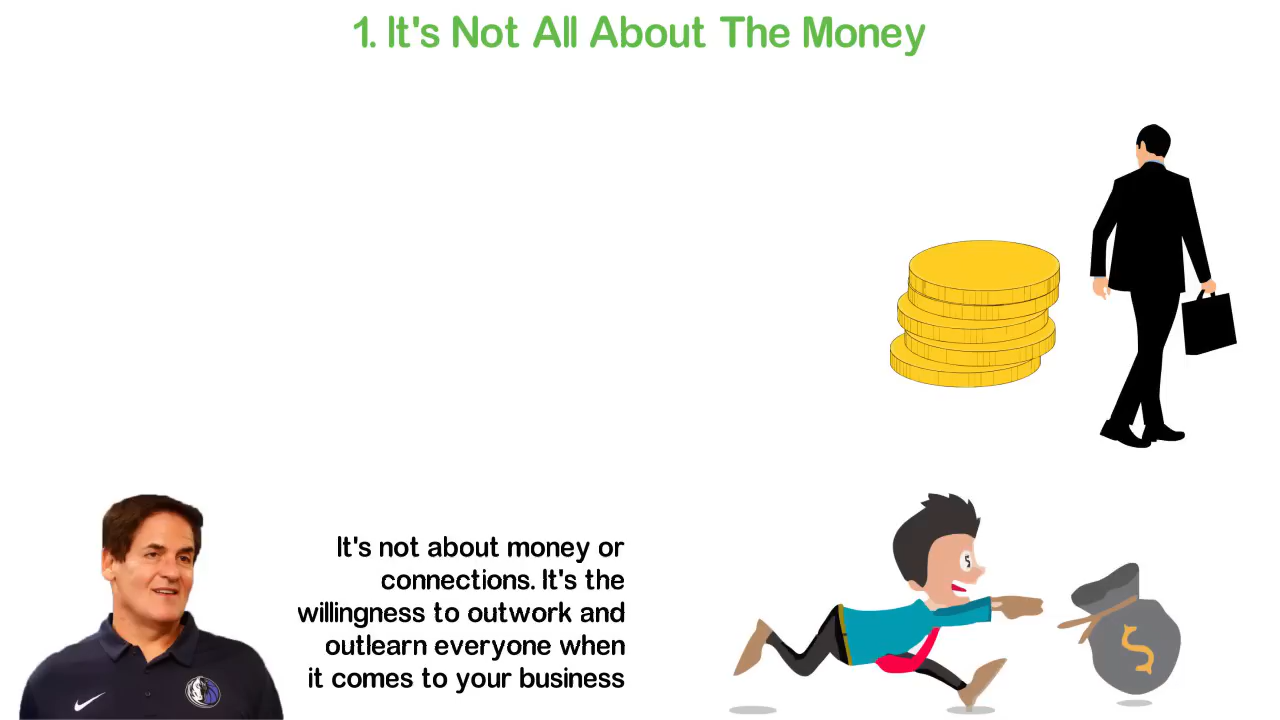 1. It's Not All About The Money
It's not about money or
connections. It's the
willingness to outwork and
outlearn everyone when
it comes to your business